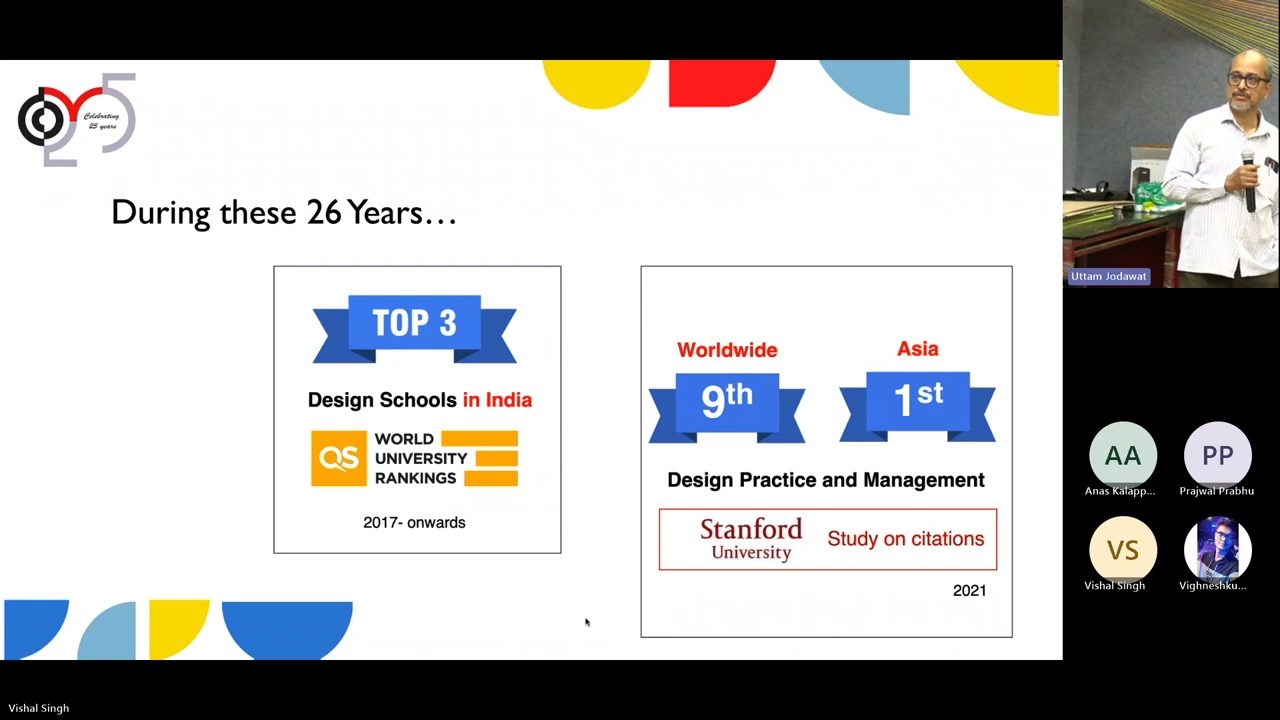 Celebrating
25 years
During these 26 Years…
TOP 3
Design Schools in India
QS
WORLD
UNIVERSITY
RANKINGS
2017- onwards
Worldwide
Asia
9th
1st
Design Practice and Management
Stanford
University
Study on citations
2021
Uttam Jodawat
AA
PP
Anas Kalapp...
Prajwal Prabhu
VS
Vishal Singh
Vighneshku...
Vishal Singh